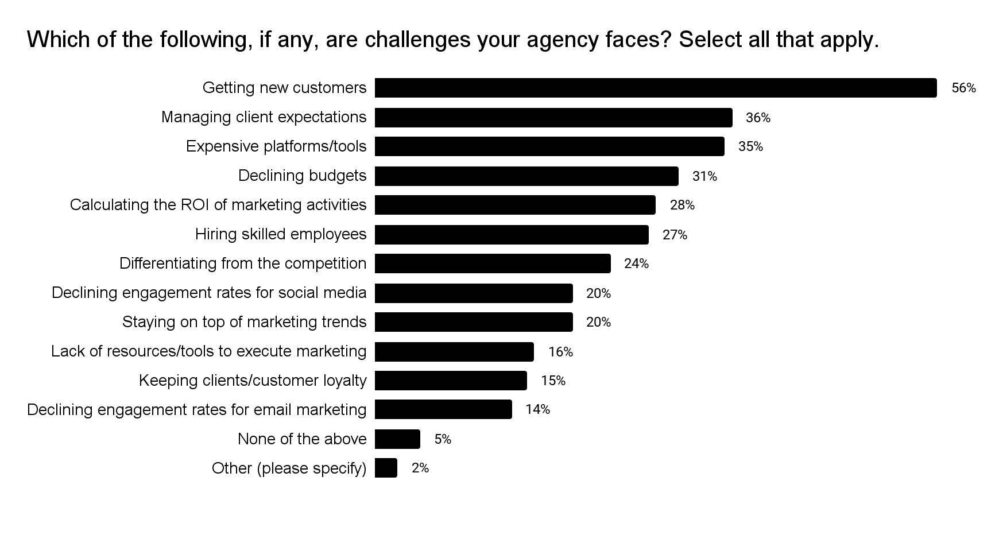 Which of the following, if any, are challenges your agency faces? Select all that apply.
Getting new customers 56%
Managing client expectations 36%
Expensive platforms/tools 35%
Declining budgets 31%
Calculating the ROI of marketing activities 28%
Hiring skilled employees 27%
Differentiating from the competition 24%
Declining engagement rates for social media 20%
Staying on top of marketing trends 20%
Lack of resources/tools to execute marketing 16%
Keeping clients/customer loyalty 15%
Declining engagement rates for email marketing 14%
None of the above 5%
Other (please specify) 2%